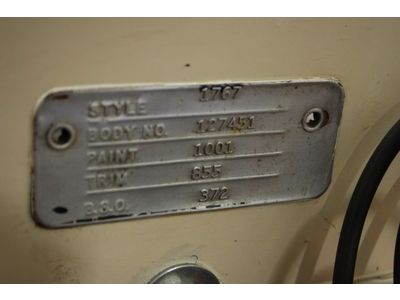 STYLE 1767
BODY NO. 127451
PAINT 1001
TRIM 855
B.S.O. 372